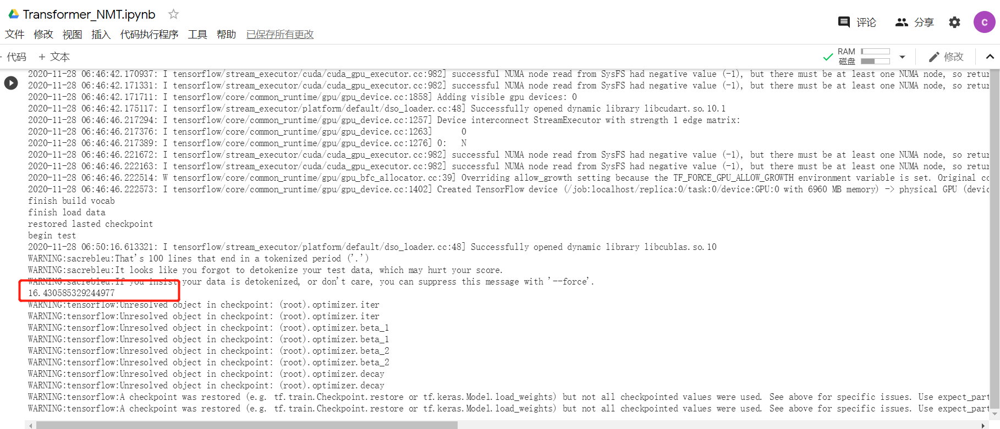 Transformer_NMT.ipynb
评论
分享
C
文件 修改 视图 插入 代码执行程序 工具 帮助 已保存所有更改
+ 代码 + 文本
RAM
磁盘
修改
2020-11-28 06:46:42.170937: I tensorflow/stream_executor/cuda/cuda_gpu_executor.cc:982] successful NUMA node read from SysFS had negative value (-1), but there must be at least one NUMA node, so retur
2020-11-28 06:46:42.171331: I tensorflow/stream_executor/cuda/cuda_gpu_executor.cc:982] successful NUMA node read from SysFS had negative value (-1), but there must be at least one NUMA node, so retur
2020-11-28 06:46:42.171711: I tensorflow/core/common_runtime/gpu/gpu_device.cc:1858] Adding visible gpu devices: 0
2020-11-28 06:46:42.175117: I tensorflow/stream_executor/platform/default/dso_loader.cc:48] Successfully opened dynamic library libcudart.so.10.1
2020-11-28 06:46:46.217294: I tensorflow/core/common_runtime/gpu/gpu_device.cc:1257] Device interconnect StreamExecutor with strength 1 edge matrix:
2020-11-28 06:46:46.217376: I tensorflow/core/common_runtime/gpu/gpu_device.cc:1263]      0
2020-11-28 06:46:46.217389: I tensorflow/core/common_runtime/gpu/gpu_device.cc:1276] 0:   N
2020-11-28 06:46:46.221672: I tensorflow/stream_executor/cuda/cuda_gpu_executor.cc:982] successful NUMA node read from SysFS had negative value (-1), but there must be at least one NUMA node, so retur
2020-11-28 06:46:46.222163: I tensorflow/stream_executor/cuda/cuda_gpu_executor.cc:982] successful NUMA node read from SysFS had negative value (-1), but there must be at least one NUMA node, so retur
2020-11-28 06:46:46.222514: W tensorflow/core/common_runtime/gpu/gpu_bfc_allocator.cc:39] Overriding allow_growth setting because the TF_FORCE_GPU_ALLOW_GROWTH environment variable is set. Original co
2020-11-28 06:46:46.222573: I tensorflow/core/common_runtime/gpu/gpu_device.cc:1402] Created TensorFlow device (/job:localhost/replica:0/task:0/device:GPU:0 with 6960 MB memory) -> physical GPU (devic
finish build vocab
finish load data
restored lasted checkpoint
begin test
2020-11-28 06:50:16.613321: I tensorflow/stream_executor/platform/default/dso_loader.cc:48] Successfully opened dynamic library libcublas.so.10
WARNING:sacrebleu:That's 100 lines that end in a tokenized period ('.')
WARNING:sacrebleu:It looks like you forgot to detokenize your test data, which may hurt your score.
WARNING:sacrebleu:If you insist your data is detokenized, or don't care, you can suppress this message with '--force'.
16.430585329244977
WARNING:tensorflow:Unresolved object in checkpoint: (root).optimizer.iter
WARNING:tensorflow:Unresolved object in checkpoint: (root).optimizer.iter
WARNING:tensorflow:Unresolved object in checkpoint: (root).optimizer.beta_1
WARNING:tensorflow:Unresolved object in checkpoint: (root).optimizer.beta_1
WARNING:tensorflow:Unresolved object in checkpoint: (root).optimizer.beta_2
WARNING:tensorflow:Unresolved object in checkpoint: (root).optimizer.beta_2
WARNING:tensorflow:Unresolved object in checkpoint: (root).optimizer.decay
WARNING:tensorflow:Unresolved object in checkpoint: (root).optimizer.decay
WARNING:tensorflow:A checkpoint was restored (e.g. tf.train.Checkpoint.restore or tf.keras.Model.load_weights) but not all checkpointed values were used. See above for specific issues. Use expect_part
WARNING:tensorflow:A checkpoint was restored (e.g. tf.train.Checkpoint.restore or tf.keras.Model.load_weights) but not all checkpointed values were used. See above for specific issues. Use expect_part